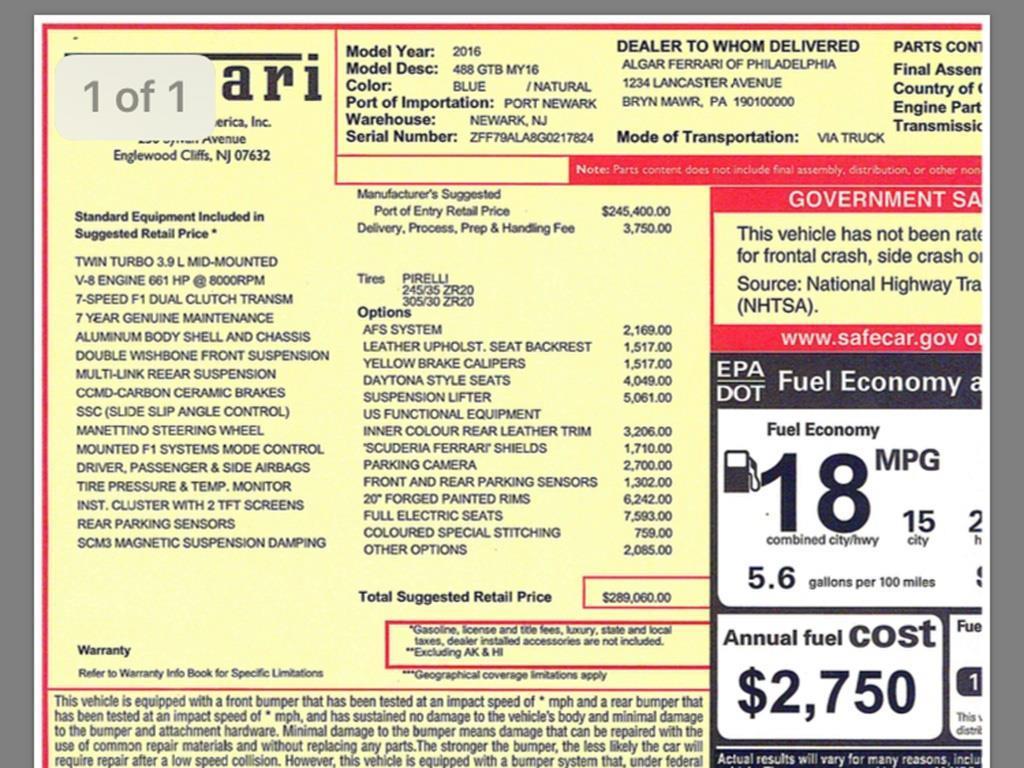 1 of 1
ari
erica, Inc.
Avenue
Englewood Cliffs, NJ 07632
Model Year: 2016
Model Desc: 488 GTB MY16
Color: BLUE / NATURAL
Port of Importation: PORT NEWARK
Warehouse: NEWARK, NJ
Serial Number: ZFF79ALA8G0217824
DEALER TO WHOM DELIVERED
ALGAR FERRARI OF PHILADELPHIA
1234 LANCASTER AVENUE
BRYN MAWR, PA 190100000
Mode of Transportation: VIA TRUCK
PARTS CONT
Final Assem
Country of
Engine Part
Transmissic
Note: Parts content does not include final assembly, distribution, or other non-
Standard Equipment Included in
Suggested Retail Price *
TWIN TURBO 3.9 L MID-MOUNTED
V-8 ENGINE 661 HP @ 8000RPM
7-SPEED F1 DUAL CLUTCH TRANSM
7 YEAR GENUINE MAINTENANCE
ALUMINUM BODY SHELL AND CHASSIS
DOUBLE WISHBONE FRONT SUSPENSION
MULTI-LINK REEAR SUSPENSION
CCMD-CARBON CERAMIC BRAKES
SSC (SLIDE SLIP ANGLE CONTROL)
MANETTINO STEERING WHEEL
MOUNTED F1 SYSTEMS MODE CONTROL
DRIVER, PASSENGER & SIDE AIRBAGS
TIRE PRESSURE & TEMP. MONITOR
INST. CLUSTER WITH 2 TFT SCREENS
REAR PARKING SENSORS
SCM3 MAGNETIC SUSPENSION DAMPING
Warranty
Refer to Warranty Info Book for Specific Limitations
Manufacturer's Suggested
Port of Entry Retail Price $245,400.00
Delivery, Process, Prep & Handling Fee 3,750.00
Tires PIRELLI
245/35 ZR20
305/30 ZR20
Options
AFS SYSTEM 2,169.00
LEATHER UPHOLST. SEAT BACKREST 1,517.00
YELLOW BRAKE CALIPERS 1,517.00
DAYTONA STYLE SEATS 4,049.00
SUSPENSION LIFTER 5,061.00
US FUNCTIONAL EQUIPMENT
INNER COLOUR REAR LEATHER TRIM 3,206.00
'SCUDERIA FERRARI' SHIELDS 1,710.00
PARKING CAMERA 2,700.00
FRONT AND REAR PARKING SENSORS 1,302.00
20" FORGED PAINTED RIMS 6,242.00
FULL ELECTRIC SEATS 7,593.00
COLOURED SPECIAL STITCHING 759.00
OTHER OPTIONS 2,085.00
Total Suggested Retail Price $289,060.00
*Gasoline, license and title fees, luxury, state and local
taxes, dealer installed accessories are not included.
**Excluding AK & HI
***Geographical coverage limitations apply
GOVERNMENT SA
This vehicle has not been rate
for frontal crash, side crash o
Source: National Highway Tra
(NHTSA).
www.safecar.gov or
EPA
DOT
Fuel Economy a
Fuel Economy
18 MPG
15
2
combined city/hwy
city
h
5.6 gallons per 100 miles
Annual fuel cost
$2,750
Fue
1
This v
distrib
Actual results will vary for many reasons, inclu
This vehicle is equipped with a front bumper that has been tested at an impact speed of * mph and a rear bumper that
has been tested at an impact speed of * mph, and has sustained no damage to the vehicle's body and minimal damage
to the bumper and attachment hardware. Minimal damage to the bumper means damage that can be repaired with the
use of common repair materials and without replacing any parts.The stronger the bumper, the less likely the car will
require repair after a low speed collision. However, this vehicle is equipped with a bumper system that, under federal